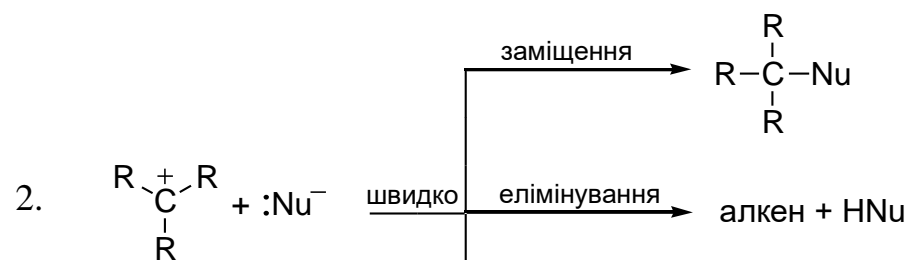 R
заміщення
R–C–Nu
R
2. R + R
C + :Nu⁻ швидко елімінування алкен + HNu
R